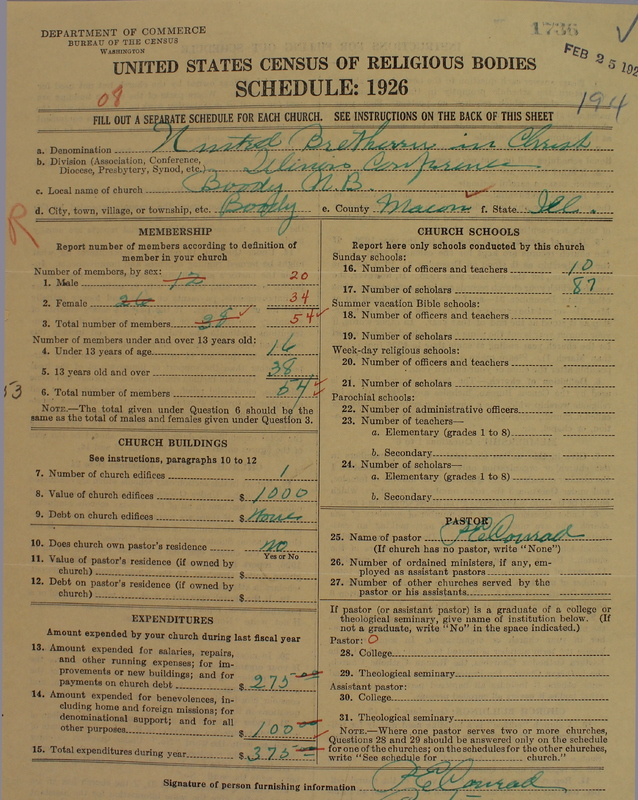 DEPARTMENT OF COMMERCE
BUREAU OF THE CENSUS
WASHINGTON
1736
FEB 25 192
UNITED STATES CENSUS OF RELIGIOUS BODIES
SCHEDULE: 1926
08
194
FILL OUT A SEPARATE SCHEDULE FOR EACH CHURCH. SEE INSTRUCTIONS ON THE BACK OF THIS SHEET
a. Denomination United Brethern in Christ
b. Division (Association, Conference, Diocese, Presbytery, Synod, etc.) Illinois Conference
c. Local name of church Boody U.B.
d. City, town, village, or township, etc. Boody e. County Macon f. State Ill.
R
MEMBERSHIP
Report number of members according to definition of
member in your church
Number of members, by sex:
1. Male 12 20
2. Female 26 34
3. Total number of members 38 54
Number of members under and over 13 years old:
4. Under 13 years of age 16
5. 13 years old and over 38
53
6. Total number of members 54
NOTE.—The total given under Question 6 should be the
same as the total of males and females given under Question 3.
CHURCH BUILDINGS
See instructions, paragraphs 10 to 12
7. Number of church edifices 1
8. Value of church edifices $ 1000
9. Debt on church edifices $ None
10. Does church own pastor's residence no
Yes or No
11. Value of pastor's residence (if owned by
church) $
12. Debt on pastor's residence (if owned by
church) $
EXPENDITURES
Amount expended by your church during last fiscal year
13. Amount expended for salaries, repairs,
and other running expenses; for im-
provements or new buildings; and for
payments on church debt $ 275 00
14. Amount expended for benevolences, in-
cluding home and foreign missions; for
denominational support; and for all
other purposes $ 100 00
15. Total expenditures during year $ 375
CHURCH SCHOOLS
Report here only schools conducted by this church
Sunday schools:
16. Number of officers and teachers 10
17. Number of scholars 87
Summer vacation Bible schools:
18. Number of officers and teachers
19. Number of scholars
Week-day religious schools:
20. Number of officers and teachers
21. Number of scholars
Parochial schools:
22. Number of administrative officers
23. Number of teachers—
a. Elementary (grades 1 to 8)
b. Secondary
24. Number of scholars—
a. Elementary (grades 1 to 8)
b. Secondary
PASTOR
25. Name of pastor P.E. Conrad
(If church has no pastor, write "None")
26. Number of ordained ministers, if any, em-
ployed as assistant pastors
27. Number of other churches served by the
pastor or his assistants
If pastor (or assistant pastor) is a graduate of a college or
theological seminary, give name of institution below. (If
not a graduate, write "No" in the space indicated.)
Pastor: 0
28. College
29. Theological seminary
Assistant pastor:
30. College
31. Theological seminary
NOTE.—Where one pastor serves two or more churches,
Questions 28 and 29 should be answered only on the schedule
for one of the churches; on the schedules for the other churches,
write "See schedule for church."
Signature of person furnishing information P.E. Conrad